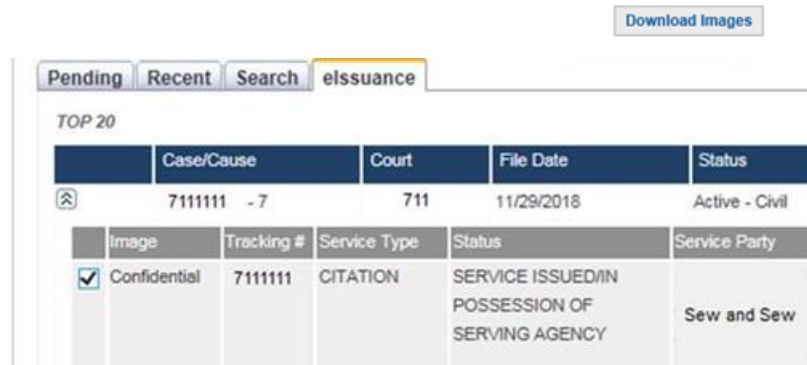 Download Images
Pending Recent Search eIssuance
TOP 20
Case/Cause Court File Date Status
7111111 - 7 711 11/29/2018 Active - Civil
Image Tracking # Service Type Status Service Party
Confidential 7111111 CITATION SERVICE ISSUED/IN
POSSESSION OF
Sew and Sew
SERVING AGENCY